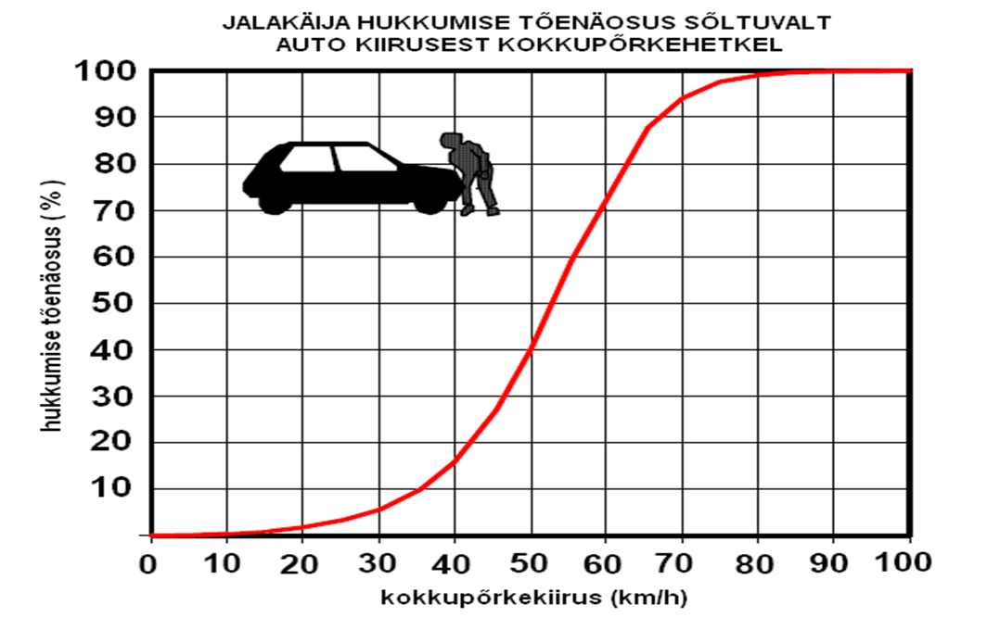 JALAKÄIJA HUKKUMISE TÕENÄOSUS SÕLTUVALT
AUTO KIIRUSEST KOKKUPÕRKEHETKEL
hukkumise tõenäosus ( % )
100
90
80
70
60
50
40
30
20
10
0 10 20 30 40 50 60 70 80 90 100
kokkupõrkekiirus (km/h)